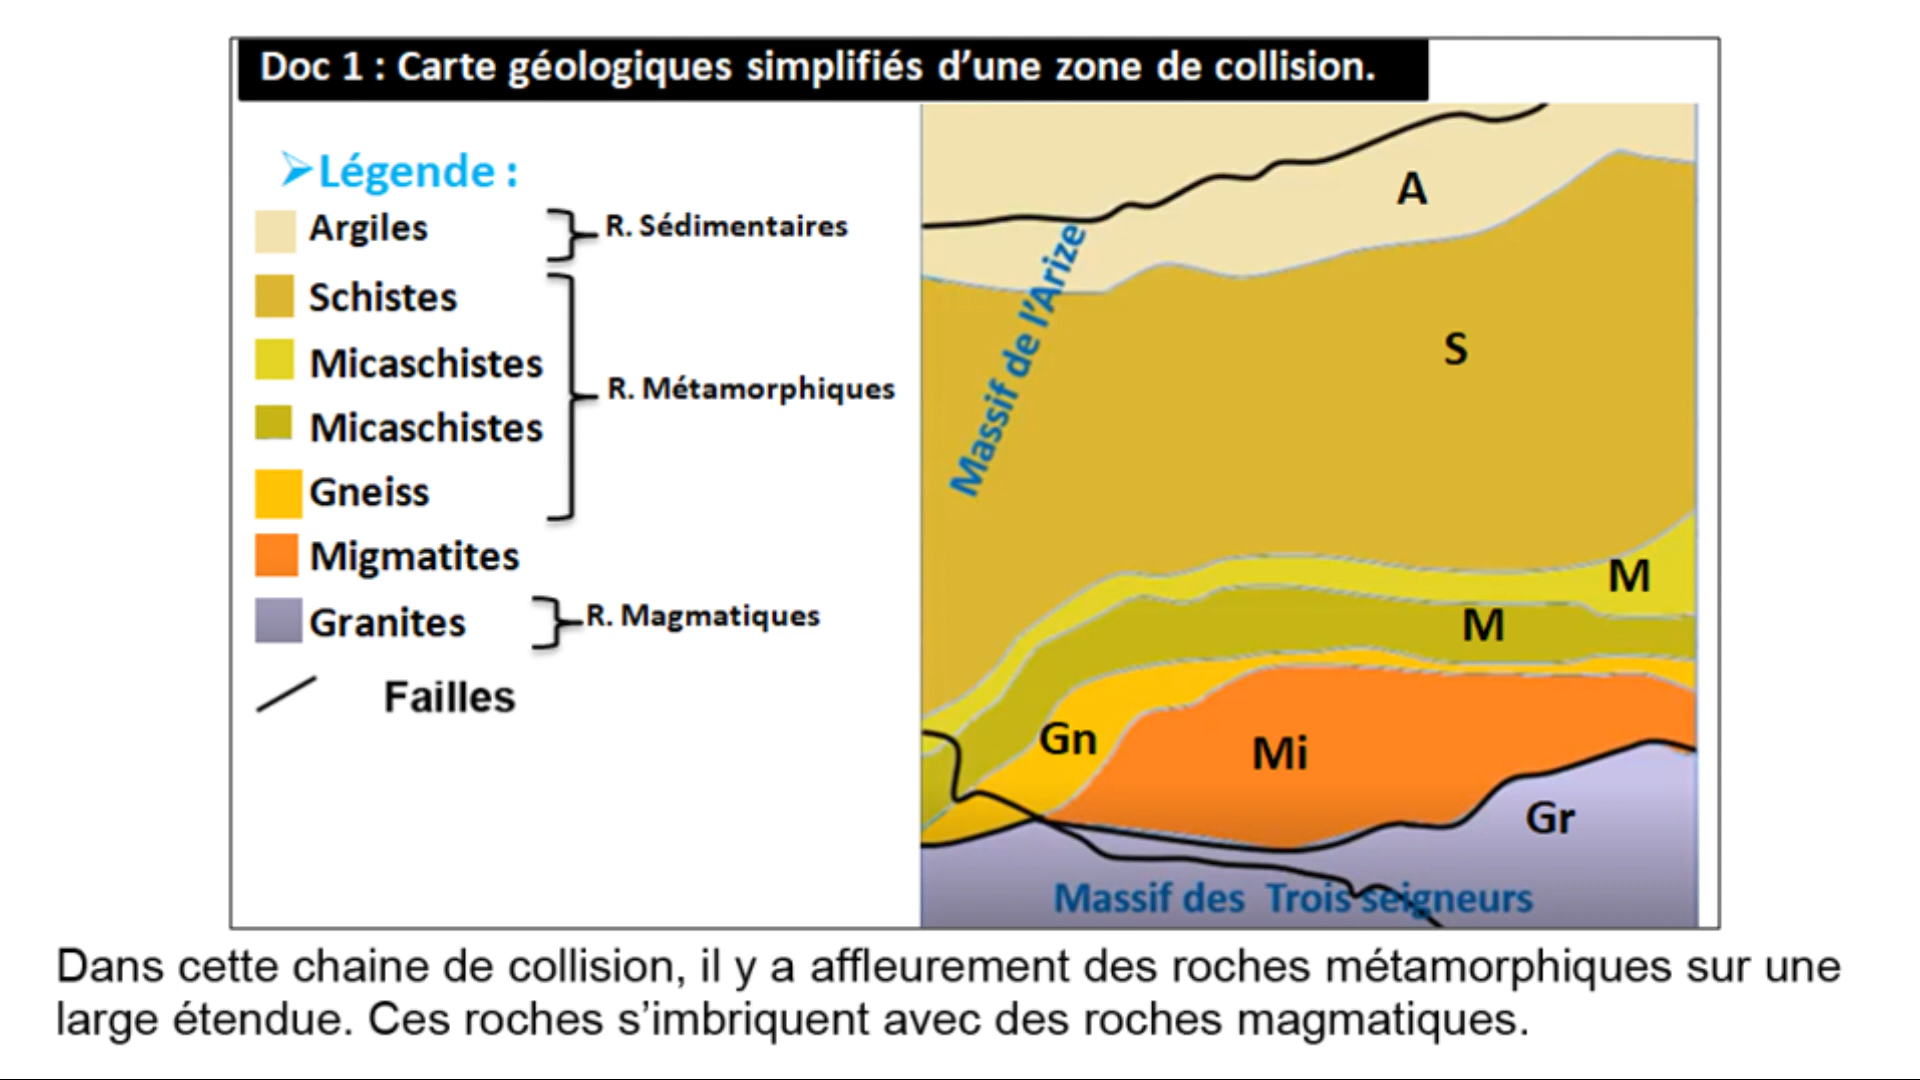 Doc 1 : Carte géologiques simplifiés d’une zone de collision.
➢Légende :
Argiles
R. Sédimentaires
Schistes
Micaschistes
R. Métamorphiques
Micaschistes
Gneiss
Migmatites
Granites
R. Magmatiques
Failles
A
Massif de l’Arize
S
M
M
Gn
Mi
Gr
Massif des Trois seigneurs
Dans cette chaine de collision, il y a affleurement des roches métamorphiques sur une
large étendue. Ces roches s’imbriquent avec des roches magmatiques.